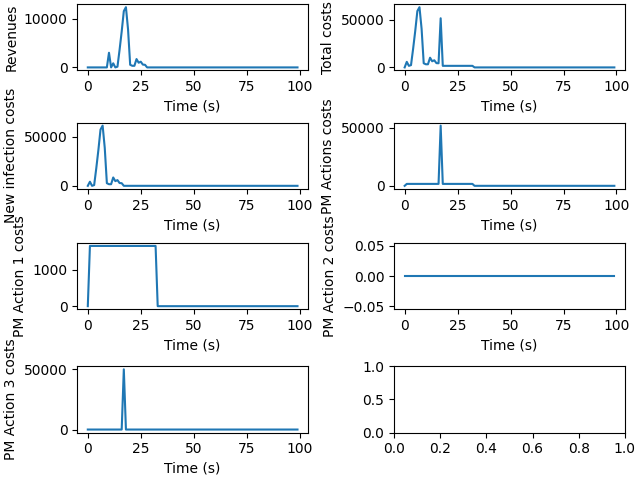 Revenues
10000
0
0 25 50 75 100
Time (s)
Total costs
50000
0
0 25 50 75 100
Time (s)
New infection costs
50000
0
0 25 50 75 100
Time (s)
PM Actions costs
50000
0
0 25 50 75 100
Time (s)
PM Action 1 costs
1000
0
0 25 50 75 100
Time (s)
PM Action 2 costs
0.05
0.00
−0.05
0 25 50 75 100
Time (s)
PM Action 3 costs
50000
0
0 25 50 75 100
Time (s)
1.0
0.5
0.0
0.0 0.2 0.4 0.6 0.8 1.0